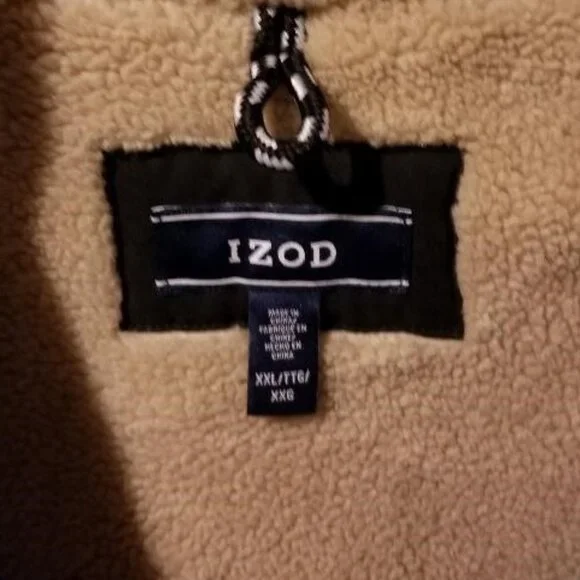 IZOD
MADE IN
CHINA/
FABRIQUÉ EN
CHINE/
HECHO EN
CHINA
XXL/TTG/
XXG